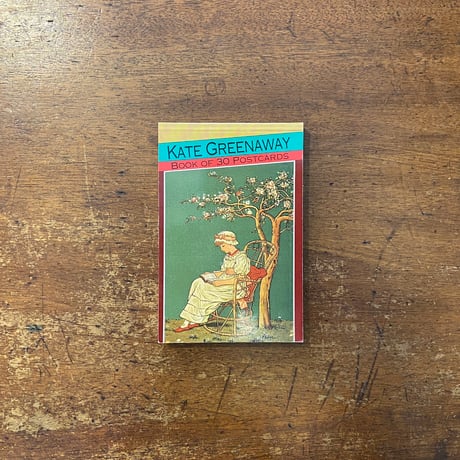 KATE GREENAWAY
BOOK OF 30 POSTCARDS